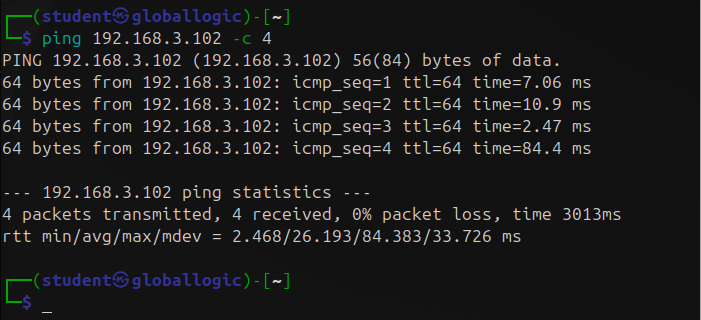 ┌──(student㉿globallogic)-[~]
└─$ ping 192.168.3.102 -c 4
PING 192.168.3.102 (192.168.3.102) 56(84) bytes of data.
64 bytes from 192.168.3.102: icmp_seq=1 ttl=64 time=7.06 ms
64 bytes from 192.168.3.102: icmp_seq=2 ttl=64 time=10.9 ms
64 bytes from 192.168.3.102: icmp_seq=3 ttl=64 time=2.47 ms
64 bytes from 192.168.3.102: icmp_seq=4 ttl=64 time=84.4 ms
--- 192.168.3.102 ping statistics ---
4 packets transmitted, 4 received, 0% packet loss, time 3013ms
rtt min/avg/max/mdev = 2.468/26.193/84.383/33.726 ms
┌──(student㉿globallogic)-[~]
└─$ _